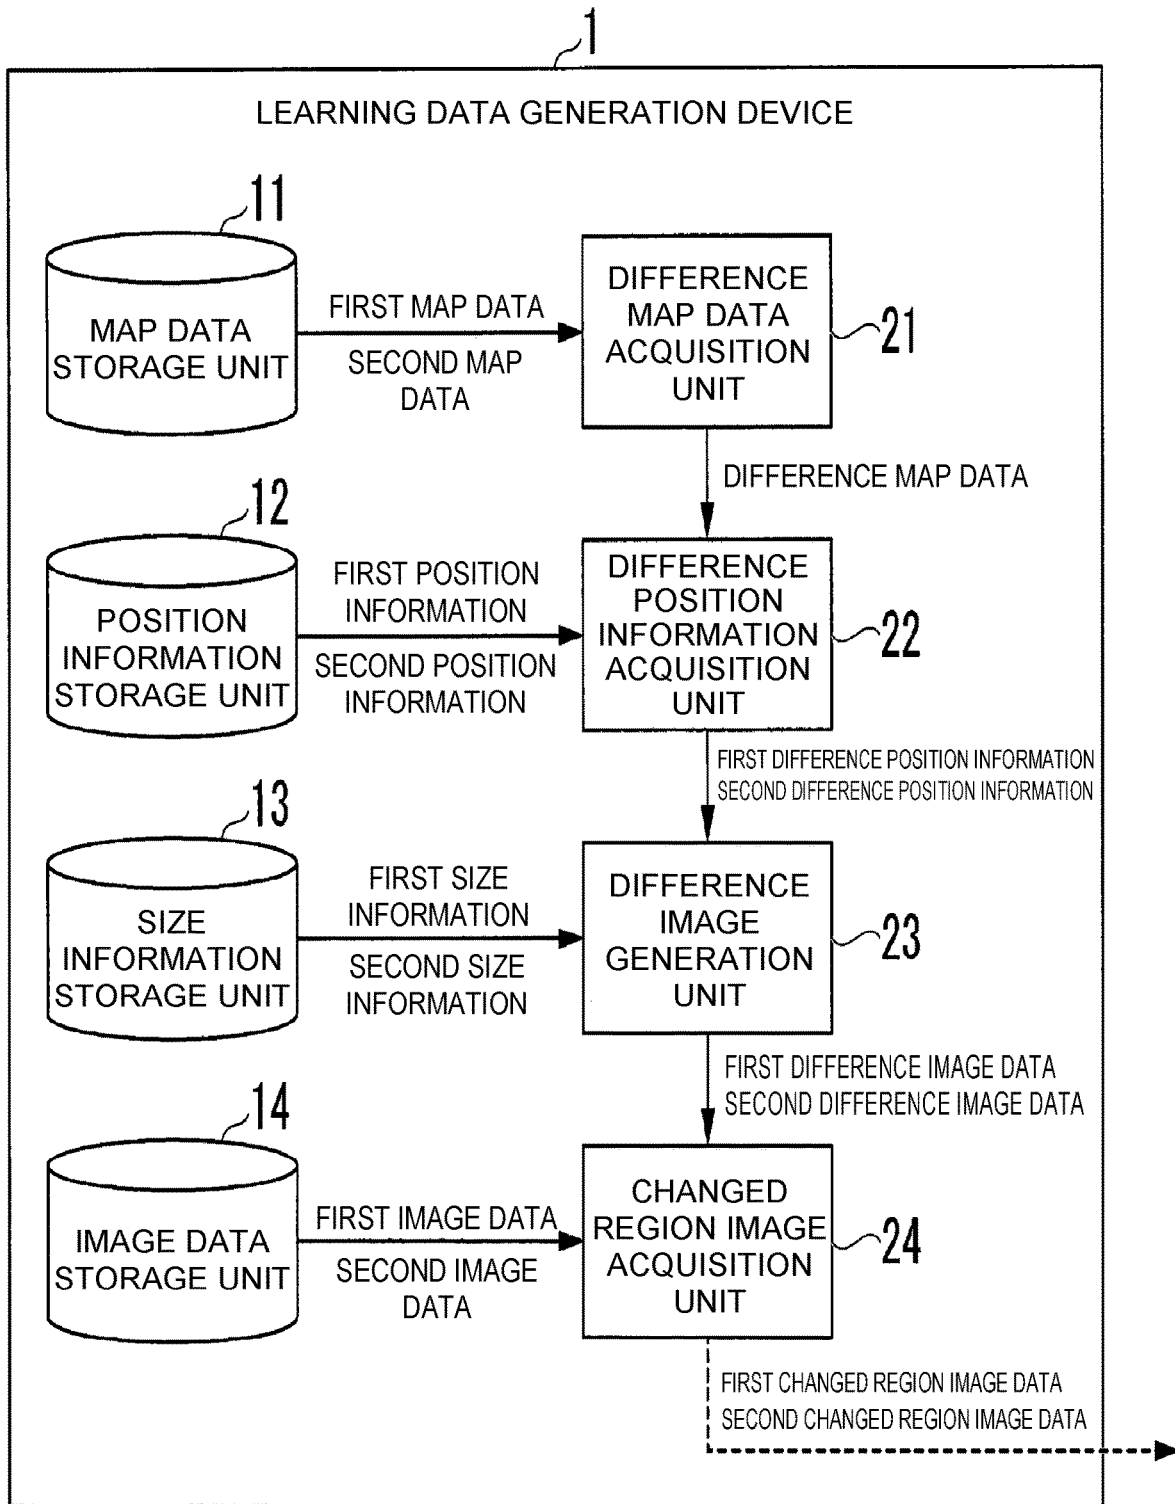 1
LEARNING DATA GENERATION DEVICE
11
MAP DATA
STORAGE UNIT
FIRST MAP DATA
SECOND MAP
DATA
DIFFERENCE
MAP DATA
ACQUISITION
UNIT
21
DIFFERENCE MAP DATA
12
POSITION
INFORMATION
STORAGE UNIT
FIRST POSITION
INFORMATION
SECOND POSITION
INFORMATION
DIFFERENCE
POSITION
INFORMATION
ACQUISITION
UNIT
22
FIRST DIFFERENCE POSITION INFORMATION
SECOND DIFFERENCE POSITION INFORMATION
13
SIZE
INFORMATION
STORAGE UNIT
FIRST SIZE
INFORMATION
SECOND SIZE
INFORMATION
DIFFERENCE
IMAGE
GENERATION
UNIT
23
FIRST DIFFERENCE IMAGE DATA
SECOND DIFFERENCE IMAGE DATA
14
IMAGE DATA
STORAGE UNIT
FIRST IMAGE DATA
SECOND IMAGE
DATA
CHANGED
REGION IMAGE
ACQUISITION
UNIT
24
FIRST CHANGED REGION IMAGE DATA
SECOND CHANGED REGION IMAGE DATA